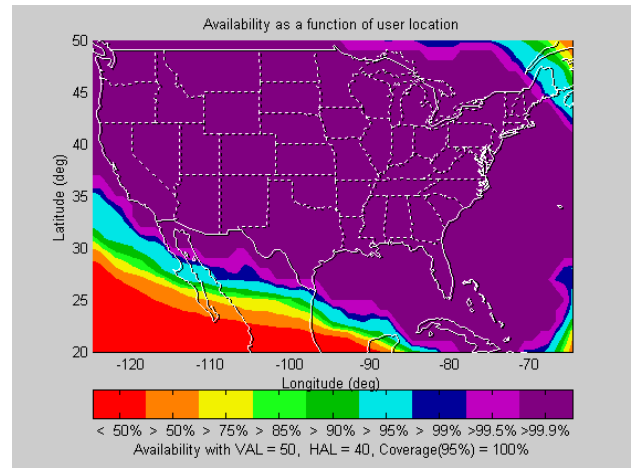 Availability as a function of user location
50
45
40
35
30
25
20
Latitude (deg)
-120 -110 -100 -90 -80 -70
Longitude (deg)
< 50% > 50% > 75% > 85% > 90% > 95% > 99% >99.5% >99.9%
Availability with VAL = 50, HAL = 40, Coverage(95%) = 100%